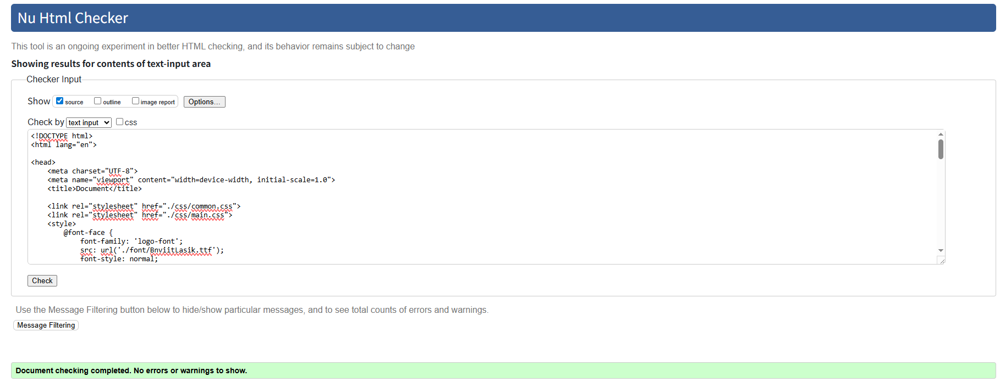 Nu Html Checker
This tool is an ongoing experiment in better HTML checking, and its behavior remains subject to change
Showing results for contents of text-input area
Checker Input
Show source outline image report Options...
Check by text input css
<!DOCTYPE html>
<html lang="en">
<head>
<meta charset="UTF-8">
<meta name="viewport" content="width=device-width, initial-scale=1.0">
<title>Document</title>
<link rel="stylesheet" href="./css/common.css">
<link rel="stylesheet" href="./css/main.css">
<style>
@font-face {
font-family: 'logo-font';
src: url('./font/BnviitLasik.ttf');
font-style: normal;
Check
Use the Message Filtering button below to hide/show particular messages, and to see total counts of errors and warnings.
Message Filtering
Document checking completed. No errors or warnings to show.